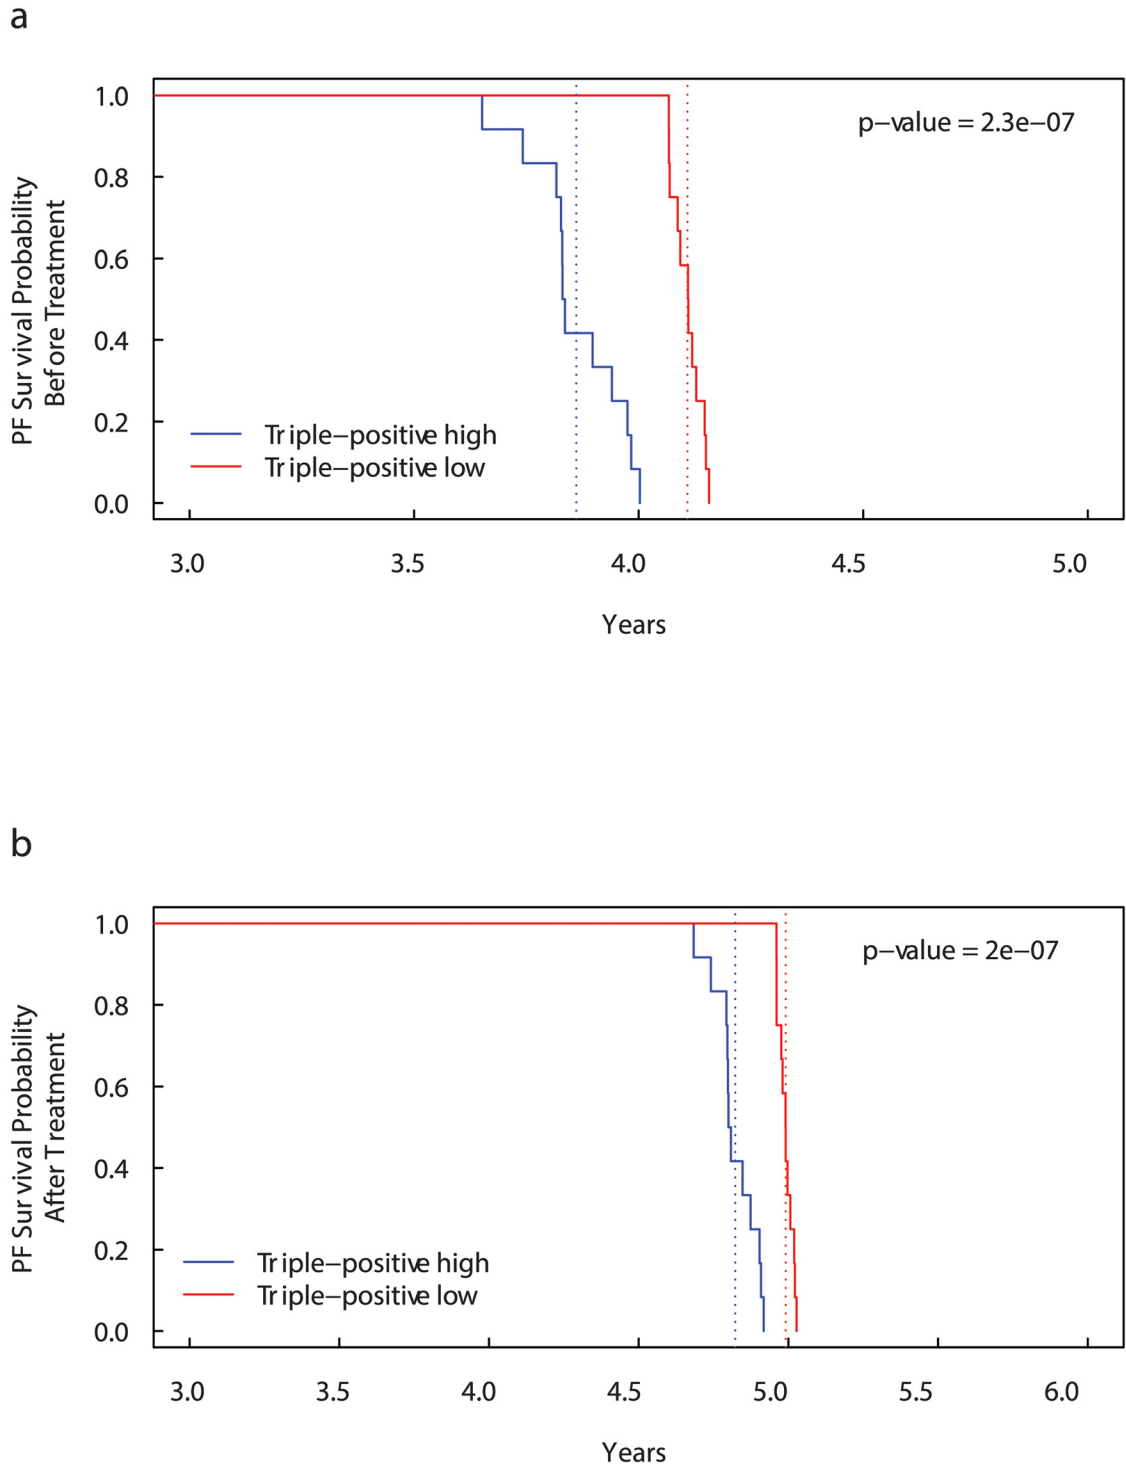 a
PF Survival Probability
Before Treatment
1.0
0.8
0.6
0.4
0.2
0.0
p−value = 2.3e−07
Triple−positive high
Triple−positive low
3.0 3.5 4.0 4.5 5.0
Years
b
PF Survival Probability
After Treatment
1.0
0.8
0.6
0.4
0.2
0.0
p−value = 2e−07
Triple−positive high
Triple−positive low
3.0 3.5 4.0 4.5 5.0 5.5 6.0
Years